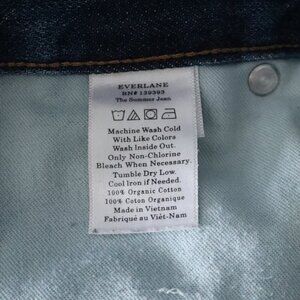 EVERLANE
RN# 139393
The Summer Jean
Machine Wash Cold
With Like Colors
Wash Inside Out.
Only Non-Chlorine
Bleach When Necessary.
Tumble Dry Low.
Cool Iron if Needed.
100% Organic Cotton
100% Organic Coton
Made in Vietnam
Fabriqué au Viêt-Nam